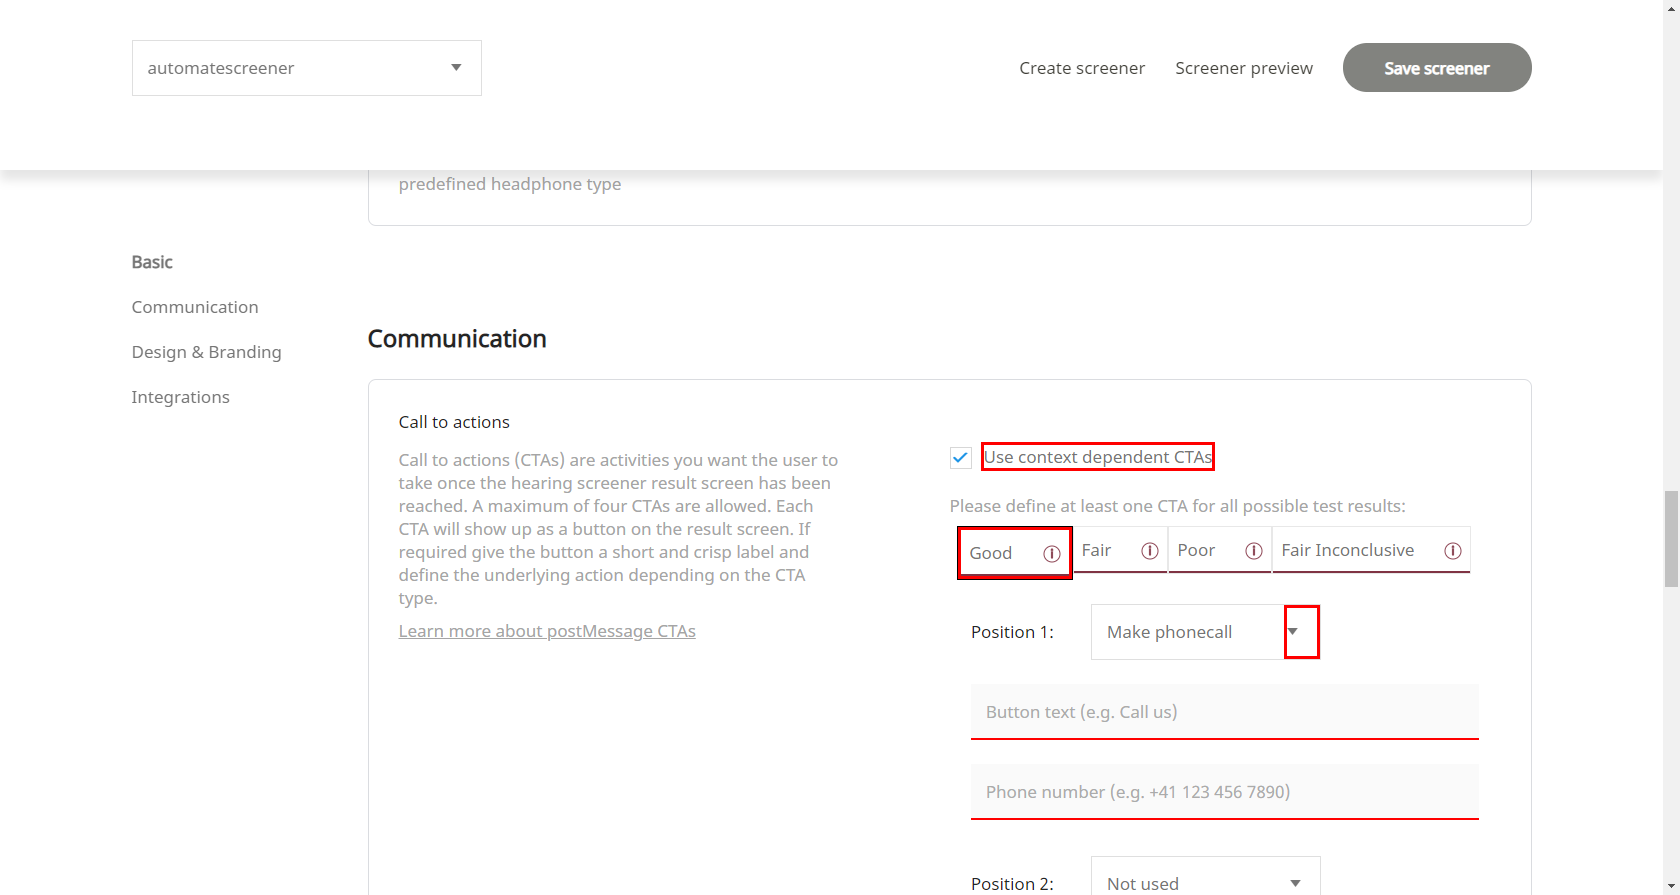 automatescreener
Create screener
Screener preview
Save screener
predefined headphone type
Basic
Communication
Design & Branding
Integrations
Communication
Call to actions
Call to actions (CTAs) are activities you want the user to
take once the hearing screener result screen has been
reached. A maximum of four CTAs are allowed. Each
CTA will show up as a button on the result screen. If
required give the button a short and crisp label and
define the underlying action depending on the CTA
type.
Learn more about postMessage CTAs
Use context dependent CTAs
Please define at least one CTA for all possible test results:
Good
Fair
Poor
Fair Inconclusive
Position 1:
Make phonecall
Button text (e.g. Call us)
Phone number (e.g. +41 123 456 7890)
Position 2:
Not used